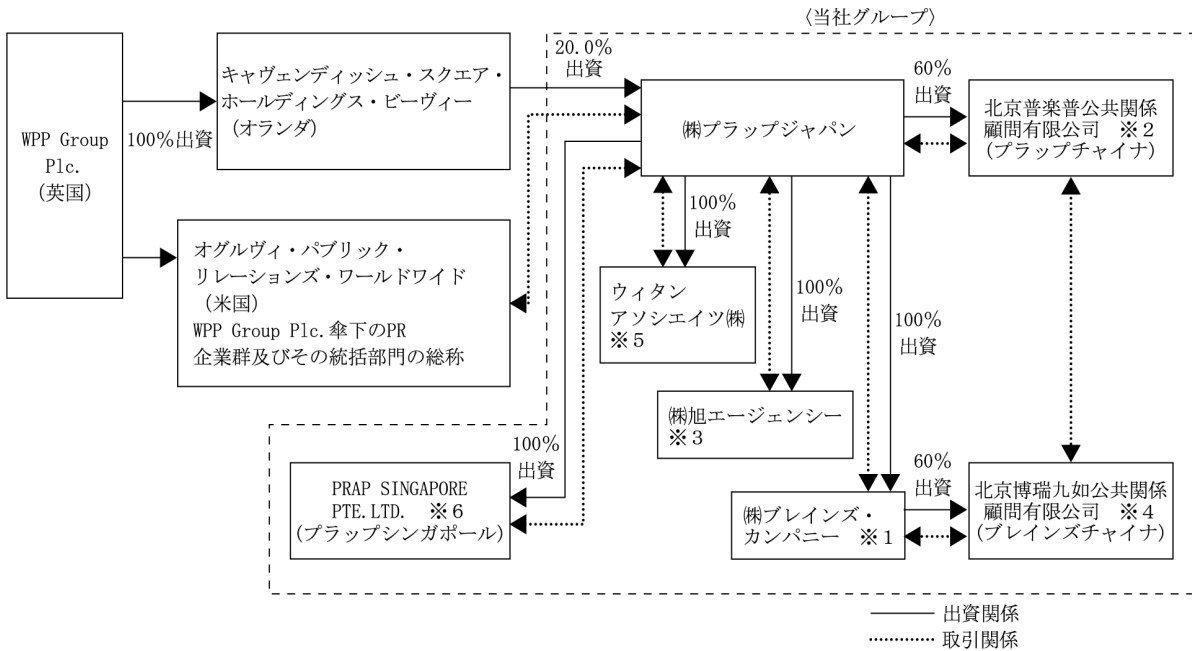 〈当社グループ〉
WPP Group
Plc.
(英国)
100%出資
キャヴェンディッシュ・スクエア・
ホールディングス・ビーヴィー
(オランダ)
20.0%
出資
㈱プラップジャパン
60%
出資
北京普楽普公共関係
顧問有限公司 ※2
(プラップチャイナ)
オグルヴィ・パブリック・
リレーションズ・ワールドワイド
(米国)
WPP Group Plc.傘下のPR
企業群及びその統括部門の総称
100%
出資
ウィタン
アソシエイツ㈱
※5
100%
出資
100%
出資
㈱旭エージェンシー
※3
100%
出資
PRAP SINGAPORE
PTE.LTD. ※6
(プラップシンガポール)
㈱ブレインズ・
カンパニー ※1
60%
出資
北京博瑞九如公共関係
顧問有限公司 ※4
(ブレインズチャイナ)
出資関係
取引関係